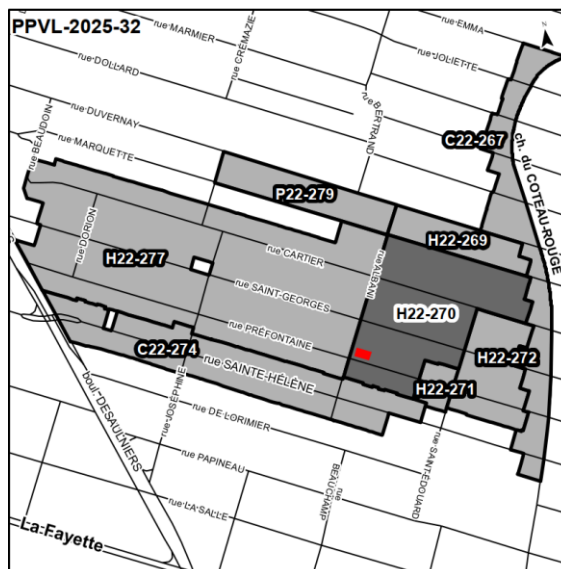 PPVL-2025-32
rue EMMA
rue MARMIER
rue CRÉMAZIE
rue JOLIETTE
rue DOLLARD
rue BERTRAND
C22-267
rue DUVERNAY
rue BEAUDOIN
rue MARQUETTE
ch. du COTEAU-ROUGE
P22-279
H22-269
rue DORION
rue CARTIER
rue ALBANI
H22-277
rue SAINT-GEORGES
H22-270
rue PRÉFONTAINE
C22-274
rue SAINTE-HÉLÈNE
H22-272
H22-271
boul. DESAULNIERS
rue JOSÉPHINE
rue DE LORIMIER
rue PAPINEAU
rue BEAUCHAMP
rue SAINT-ÉDOUARD
rue LA SALLE
La Fayette